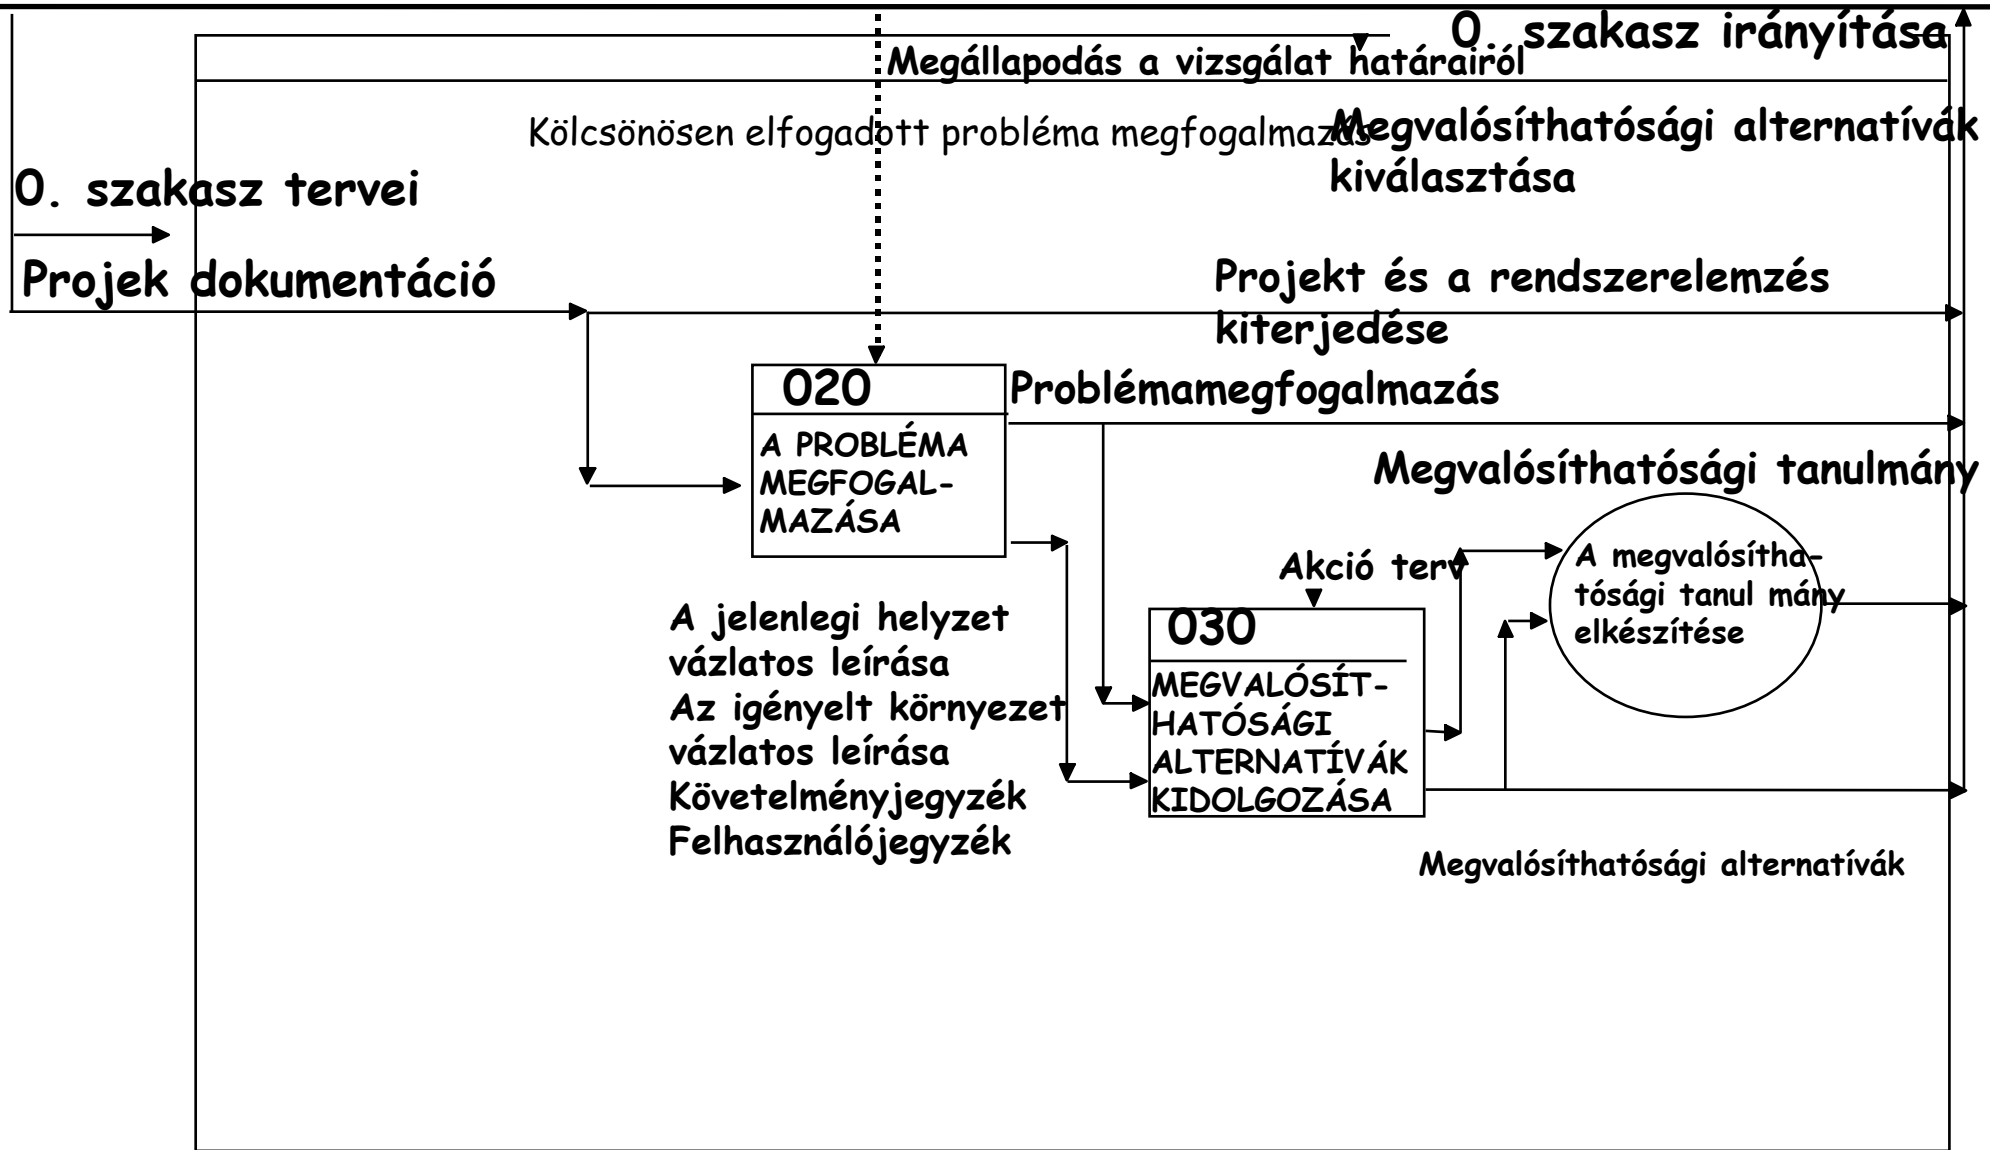 0. szakasz irányítása
Megállapodás a vizsgálat határairól
Kölcsönösen elfogadott probléma megfogalmazás
Megvalósíthatósági alternatívák
kiválasztása
0. szakasz tervei
Projek dokumentáció
Projekt és a rendszerelemzés
kiterjedése
020
A PROBLÉMA
MEGFOGAL-
MAZÁSA
Problémamegfogalmazás
Megvalósíthatósági tanulmány
A megvalósítha-
tósági tanul mány
elkészítése
Akció terv
030
MEGVALÓSÍT-
HATÓSÁGI
ALTERNATÍVÁK
KIDOLGOZÁSA
A jelenlegi helyzet
vázlatos leírása
Az igényelt környezet
vázlatos leírása
Követelményjegyzék
Felhasználójegyzék
Megvalósíthatósági alternatívák